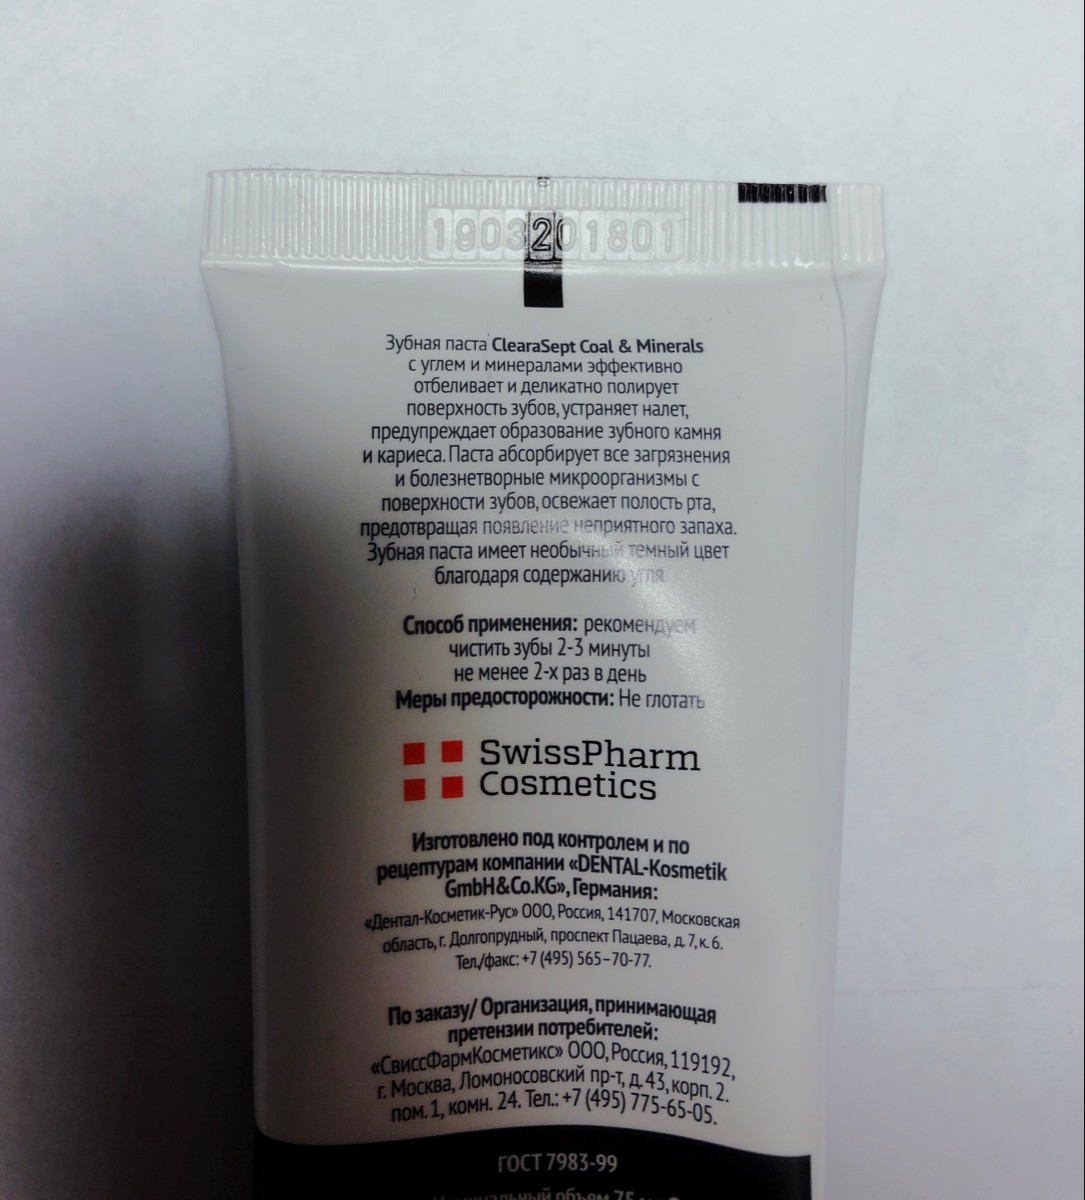 1903201801
Зубная паста ClearaSept Coal & Minerals
с углем и минералами эффективно
отбеливает и деликатно полирует
поверхность зубов, устраняет налет,
предупреждает образование зубного камня
и кариеса. Паста абсорбирует все загрязнения
и болезнетворные микроорганизмы с
поверхности зубов, освежает полость рта,
предотвращая появление неприятного запаха.
Зубная паста имеет необычный темный цвет
благодаря содержанию угля
Способ применения: рекомендуем
чистить зубы 2-3 минуты
не менее 2-х раз в день
Меры предосторожности: Не глотать
SwissPharm
Cosmetics
Изготовлено под контролем и по
рецептурам компании «DENTAL-Kosmetik
GmbH&Co.KG», Германия:
«Дентал-Косметик-Рус» ООО, Россия, 141707, Московская
область, г. Долгопрудный, проспект Пацаева, д. 7, к. 6.
Тел./факс: +7 (495) 565–70-77.
По заказу/ Организация, принимающая
претензии потребителей:
«СвиссФармКосметикс» ООО, Россия, 119192,
г. Москва, Ломоносовский пр-т, д. 43, корп. 2.
пом. 1, комн. 24. Тел.: +7 (495) 775-65-05.
ГОСТ 7983-99
объем 75